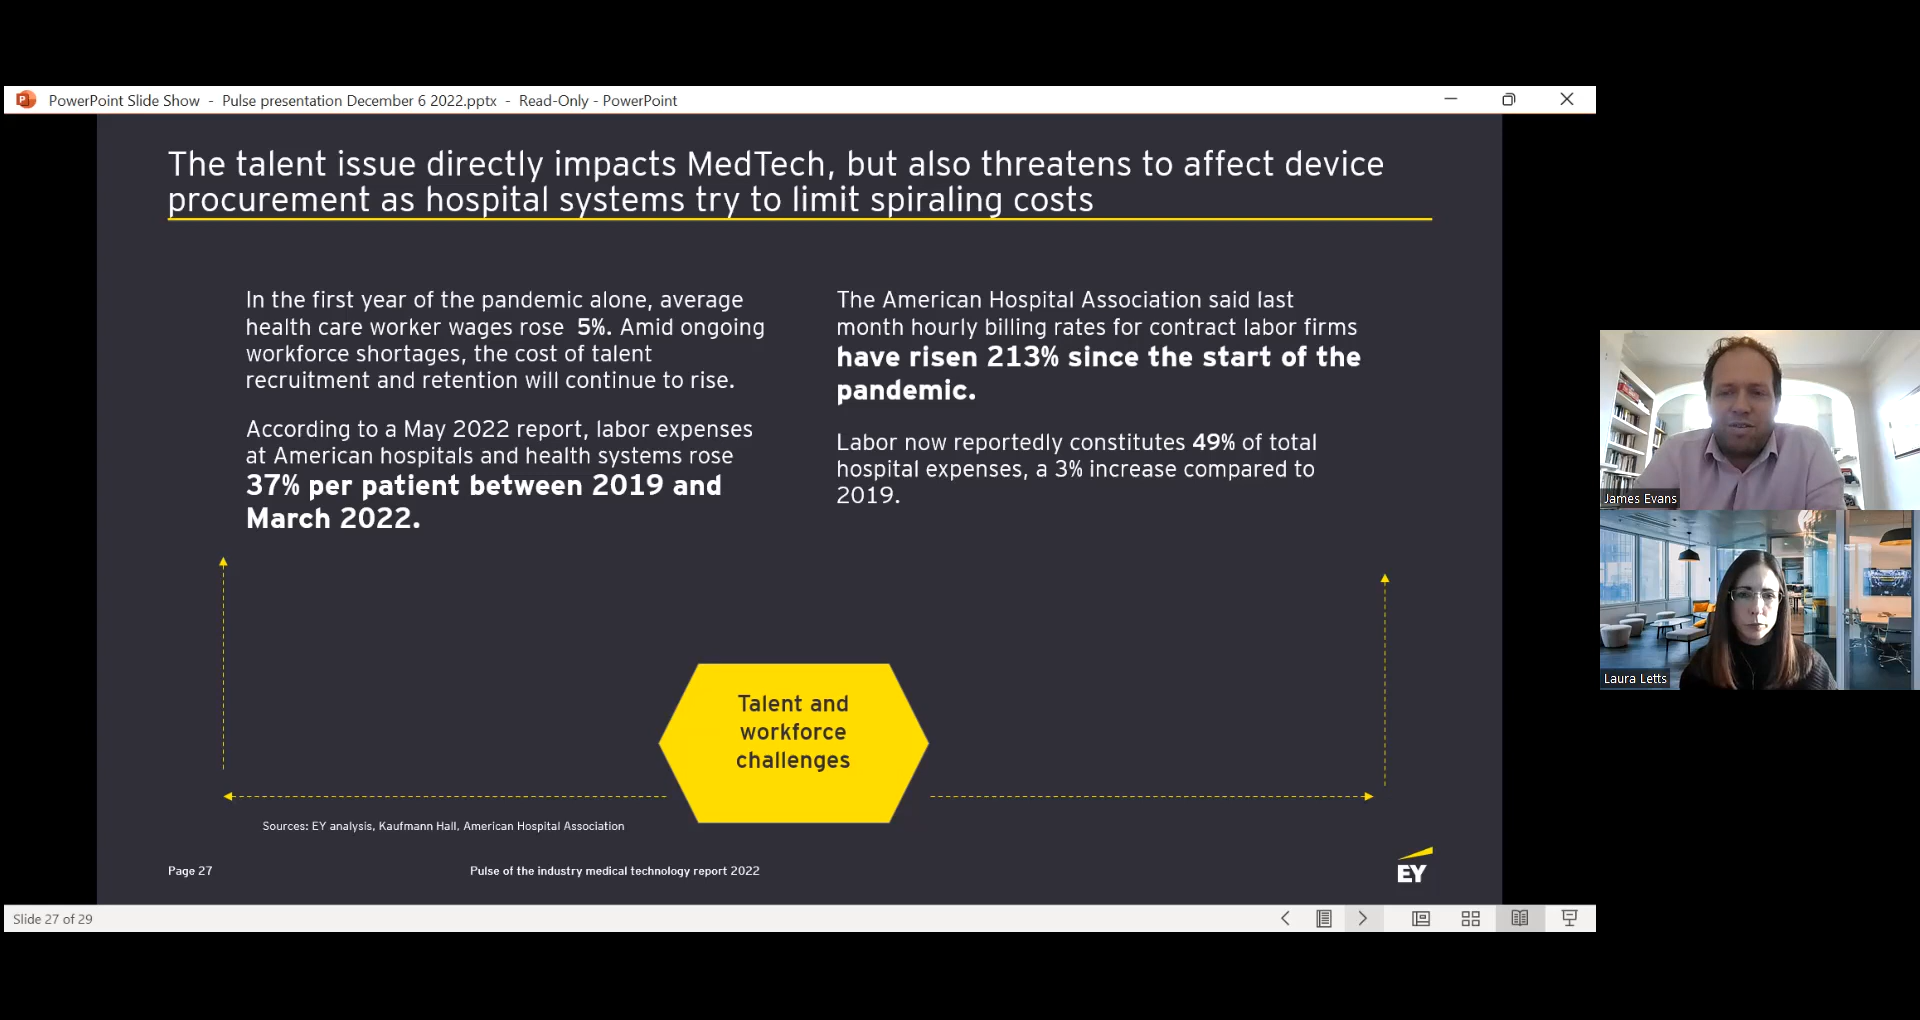 PowerPoint Slide Show - Pulse presentation December 6 2022.pptx - Read-Only - PowerPoint
The talent issue directly impacts MedTech, but also threatens to affect device
procurement as hospital systems try to limit spiraling costs
In the first year of the pandemic alone, average
health care worker wages rose 5%. Amid ongoing
workforce shortages, the cost of talent
recruitment and retention will continue to rise.
According to a May 2022 report, labor expenses
at American hospitals and health systems rose
37% per patient between 2019 and
March 2022.
The American Hospital Association said last
month hourly billing rates for contract labor firms
have risen 213% since the start of the
pandemic.
Labor now reportedly constitutes 49% of total
hospital expenses, a 3% increase compared to
2019.
Talent and
workforce
challenges
Sources: EY analysis, Kaufmann Hall, American Hospital Association
Page 27
Pulse of the industry medical technology report 2022
EY
Slide 27 of 29
James Evans
Laura Letts